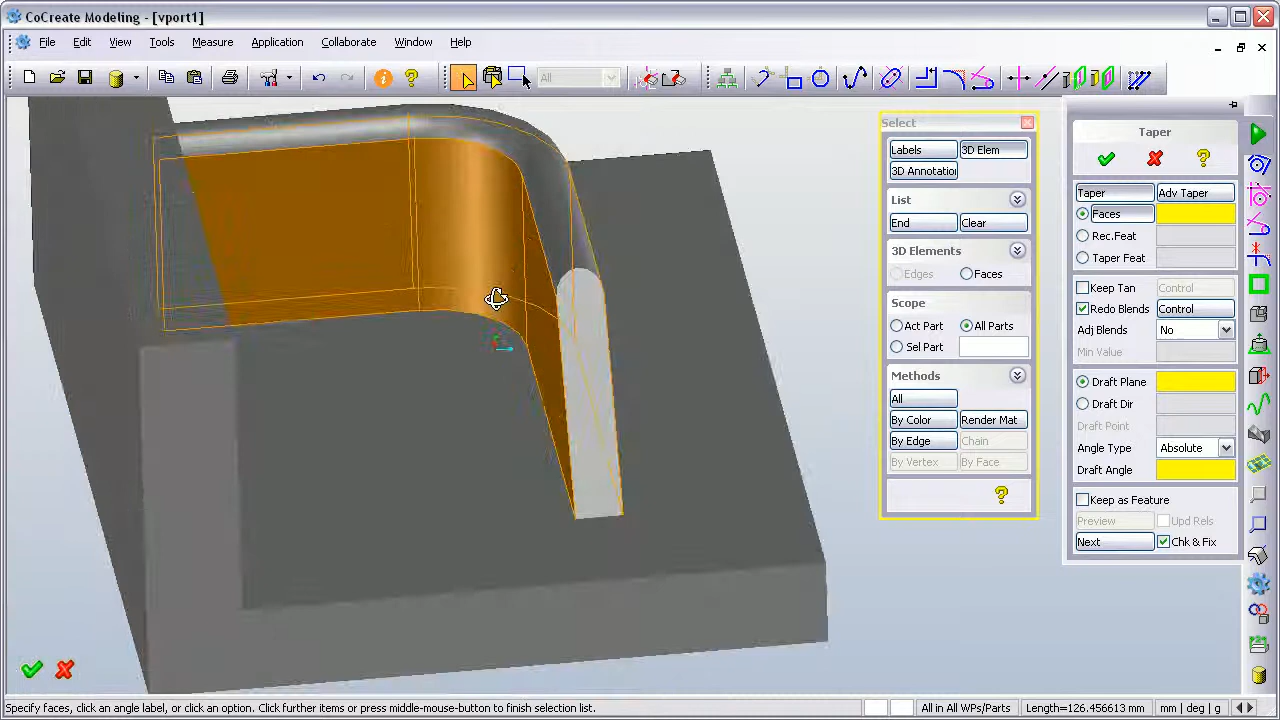 CoCreate Modeling - [vport1]
File Edit View Tools Measure Application Collaborate Window Help
All
Select
Labels 3D Elem
3D Annotation
List
End Clear
3D Elements
Edges Faces
Scope
Act Part All Parts
Sel Part
Methods
All
By Color Render Mat
By Edge Chain
By Vertex By Face
Taper
Taper Adv Taper
Faces
Rec.Feat
Taper Feat
Keep Tan Control
Redo Blends Control
Adj Blends No
Min Value
Draft Plane
Draft Dir
Draft Point
Angle Type Absolute
Draft Angle
Keep as Feature
Preview Upd Rels
Next Chk & Fix
Specify faces, click an angle label, or click an option. Click further items or press middle-mouse-button to finish selection list.
All in All WPs/Parts Length=126.456613 mm mm | deg | g